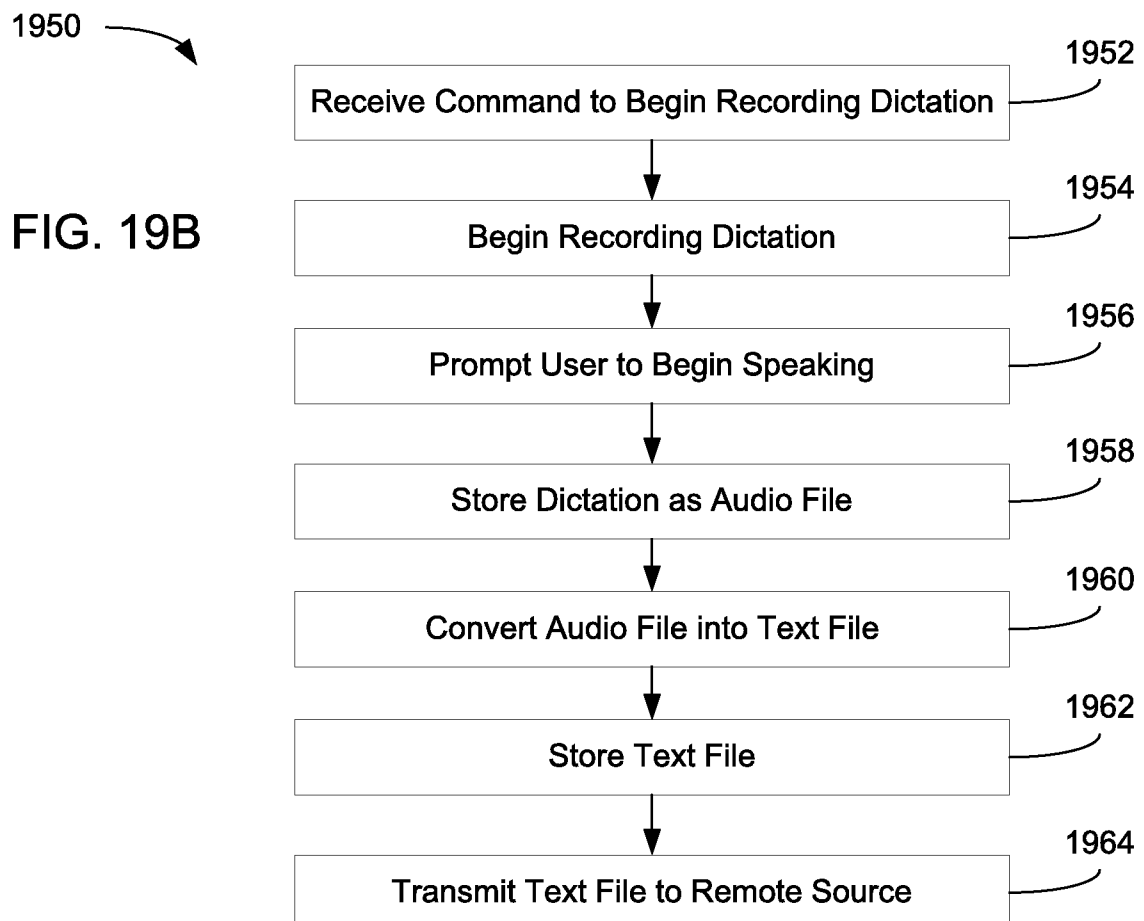 1950
1952
Receive Command to Begin Recording Dictation
1954
FIG. 19B
Begin Recording Dictation
1956
Prompt User to Begin Speaking
1958
Store Dictation as Audio File
1960
Convert Audio File into Text File
1962
Store Text File
1964
Transmit Text File to Remote Source